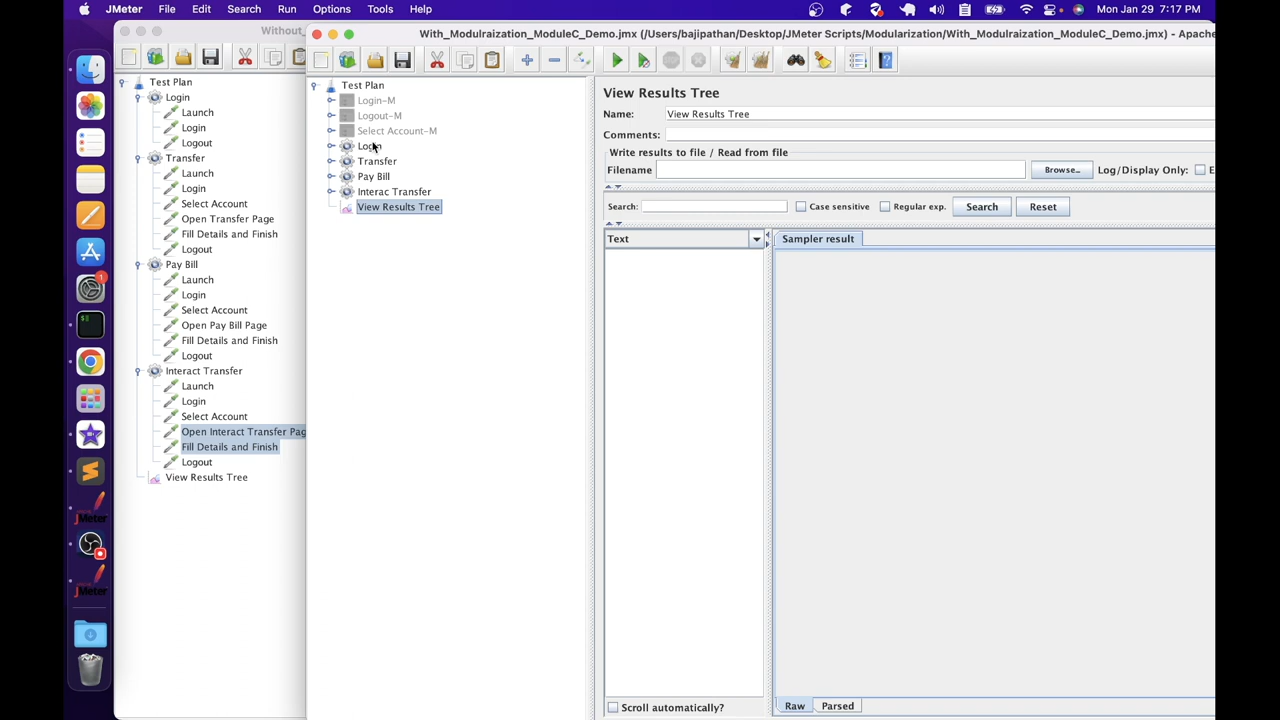 JMeter File Edit Search Run Options Tools Help Mon Jan 29 7:17 PM
Without_
Test Plan
Login
Launch
Login
Logout
Transfer
Launch
Login
Select Account
Open Transfer Page
Fill Details and Finish
Logout
Pay Bill
Launch
Login
Select Account
Open Pay Bill Page
Fill Details and Finish
Logout
Interact Transfer
Launch
Login
Select Account
Open Interact Transfer Pag
Fill Details and Finish
Logout
View Results Tree
With_Modulraization_ModuleC_Demo.jmx (/Users/bajipathan/Desktop/JMeter Scripts/Modularization/With_Modulraization_ModuleC_Demo.jmx) - Apache
Test Plan
Login-M
Logout-M
Select Account-M
Login
Transfer
Pay Bill
Interac Transfer
View Results Tree
View Results Tree
Name: View Results Tree
Comments:
Write results to file / Read from file
Filename Browse... Log/Display Only: E
Search: Case sensitive Regular exp. Search Reset
Text Sampler result
Scroll automatically? Raw Parsed
1
JMeter
JMeter